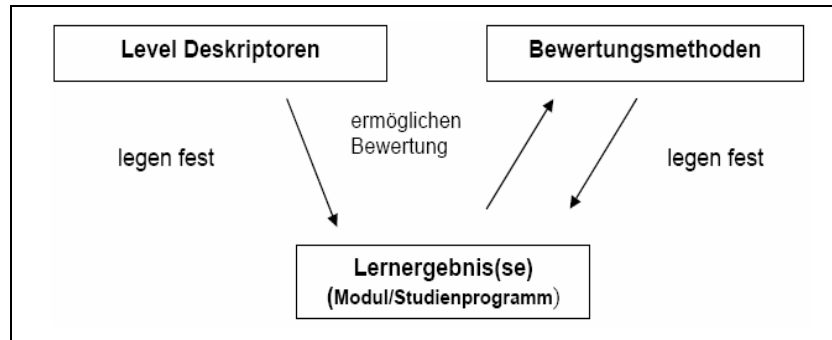 Level Deskriptoren
Bewertungsmethoden
ermöglichen
Bewertung
legen fest
legen fest
Lernergebnis(se)
(Modul/Studienprogramm)